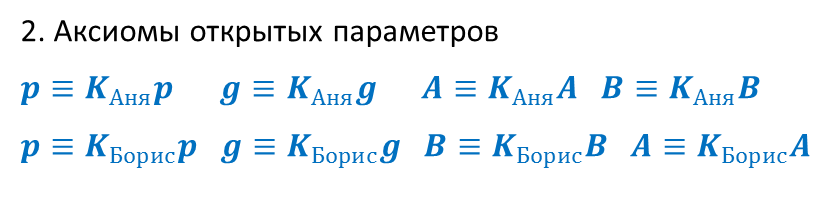 2. Аксиомы открытых параметров
p ≡ K_Аня p g ≡ K_Аня g A ≡ K_Аня A B ≡ K_Аня B
p ≡ K_Борис p g ≡ K_Борис g B ≡ K_Борис B A ≡ K_Борис A